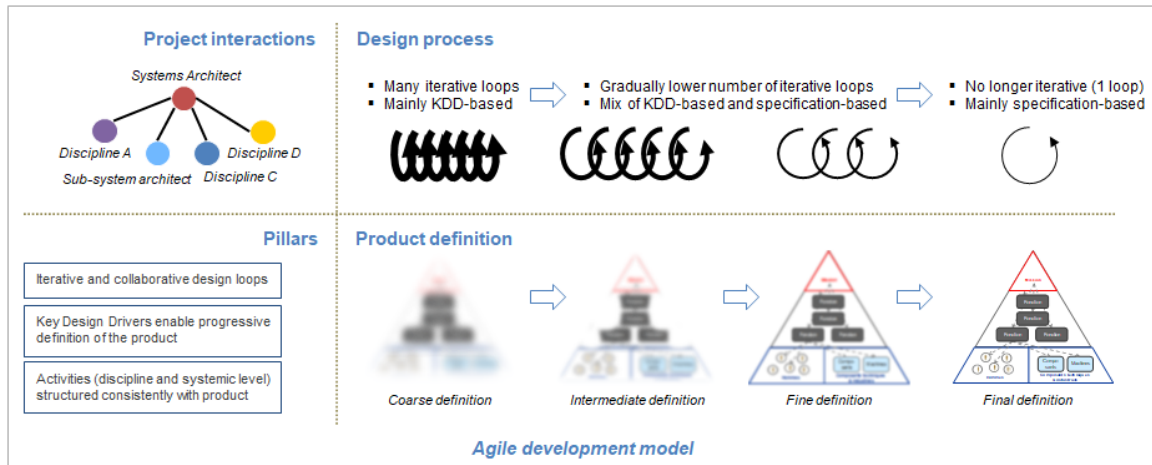 Project interactions
Systems Architect
Discipline A
Discipline D
Sub-system architect
Discipline C
Design process
▪ Many iterative loops
▪ Mainly KDD-based
▪ Gradually lower number of iterative loops
▪ Mix of KDD-based and specification-based
▪ No longer iterative (1 loop)
▪ Mainly specification-based
Pillars
Iterative and collaborative design loops
Key Design Drivers enable progressive
definition of the product
Activities (discipline and systemic level)
structured consistently with product
Product definition
Coarse definition
Intermediate definition
Fine definition
Final definition
Agile development model